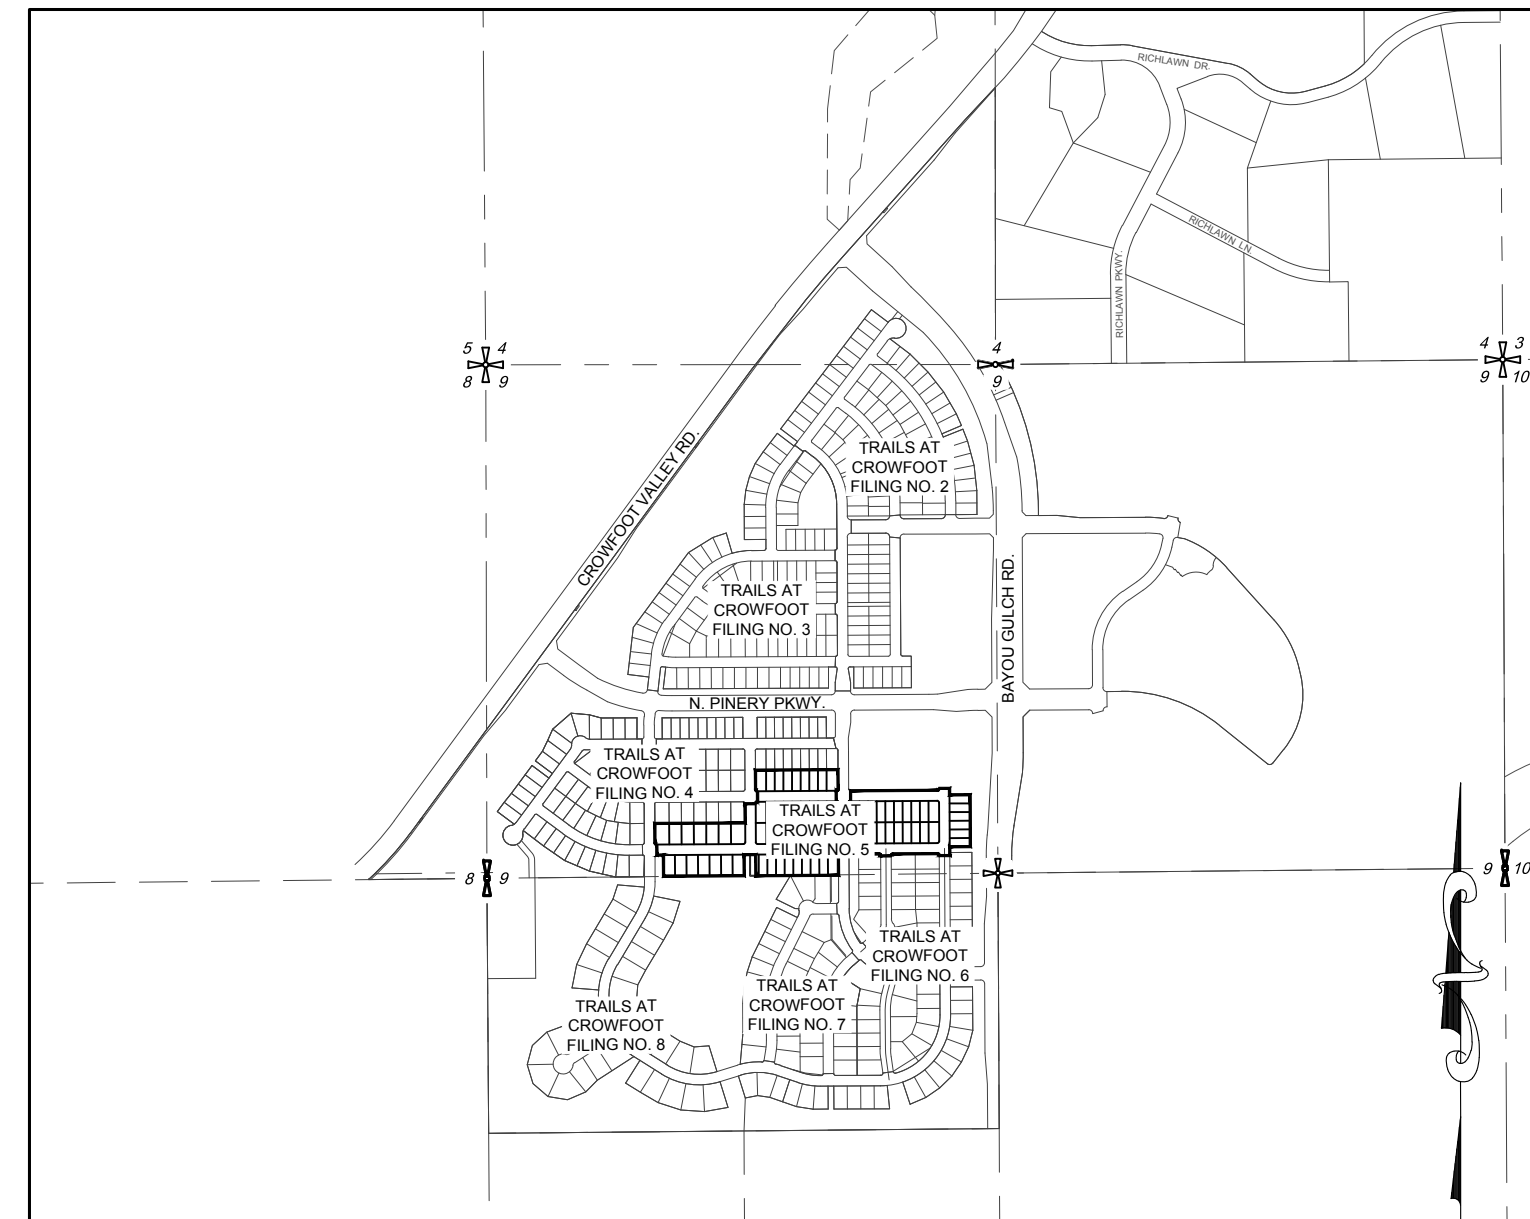 RICHLAWN DR.
RICHLAWN LN.
RICHLAWN PKWY.
5 4
8 9
4
9
4 3
9 10
CROWFOOT VALLEY RD.
TRAILS AT
CROWFOOT
FILING NO. 2
BAYOU GULCH RD.
TRAILS AT
CROWFOOT
FILING NO. 3
N. PINERY PKWY.
TRAILS AT
CROWFOOT
FILING NO. 4
TRAILS AT
CROWFOOT
FILING NO. 5
8 9
9 10
TRAILS AT
CROWFOOT
FILING NO. 6
TRAILS AT
CROWFOOT
FILING NO. 7
TRAILS AT
CROWFOOT
FILING NO. 8